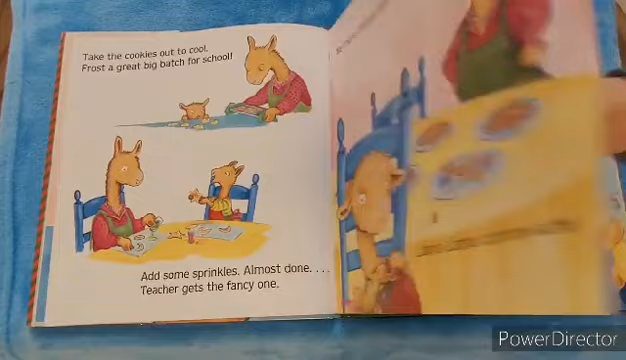 Take the cookies out to cool.
Frost a great big batch for school!
Add some sprinkles. Almost done. . . .
Teacher gets the fancy one.
PowerDirector